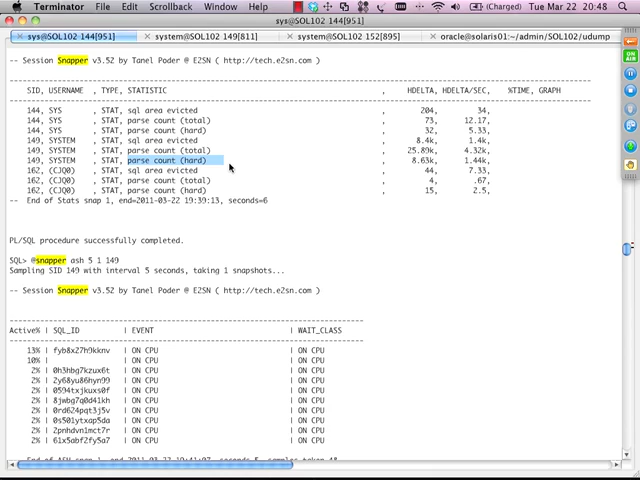 Terminator Edit Scrollback Window Help (Charged) Tue Mar 22 20:48
sys@SOL102 144[951]
sys@SOL102 144[951] system@SOL102 149[811] system@SOL102 152[895] oracle@solaris01:~/admin/SOL102/udump
-- Session Snapper v3.52 by Tanel Poder @ E2SN ( http://tech.e2sn.com )
SID, USERNAME , TYPE, STATISTIC , HDELTA, HDELTA/SEC, %TIME, GRAPH
144, SYS , STAT, sql area evicted , 204, 34,
144, SYS , STAT, parse count (total) , 73, 12.17,
144, SYS , STAT, parse count (hard) , 32, 5.33,
149, SYSTEM , STAT, sql area evicted , 8.4k, 1.4k,
149, SYSTEM , STAT, parse count (total) , 25.89k, 4.32k,
149, SYSTEM , STAT, parse count (hard) , 8.63k, 1.44k,
162, (CJQ0) , STAT, sql area evicted , 44, 7.33,
162, (CJQ0) , STAT, parse count (total) , 4, .67,
162, (CJQ0) , STAT, parse count (hard) , 15, 2.5,
-- End of Stats snap 1, end=2011-03-22 19:39:13, seconds=6
PL/SQL procedure successfully completed.
SQL> @snapper ash 5 1 149
Sampling SID 149 with interval 5 seconds, taking 1 snapshots...
-- Session Snapper v3.52 by Tanel Poder @ E2SN ( http://tech.e2sn.com )
Active% | SQL_ID | EVENT | WAIT_CLASS
13% | fyb8x27h9kknv | ON CPU | ON CPU
10% | | ON CPU | ON CPU
2% | 0h3hbg7kzux6t | ON CPU | ON CPU
2% | 2y68yu86hyn99 | ON CPU | ON CPU
2% | 0594txjkuxs0f | ON CPU | ON CPU
2% | 8jwbg7q0d41kh | ON CPU | ON CPU
2% | 0rd624pqt3j5v | ON CPU | ON CPU
2% | 0s501ytxap5da | ON CPU | ON CPU
2% | 2pnhdvn1mct7r | ON CPU | ON CPU
2% | 61x5abf2fy5a7 | ON CPU | ON CPU